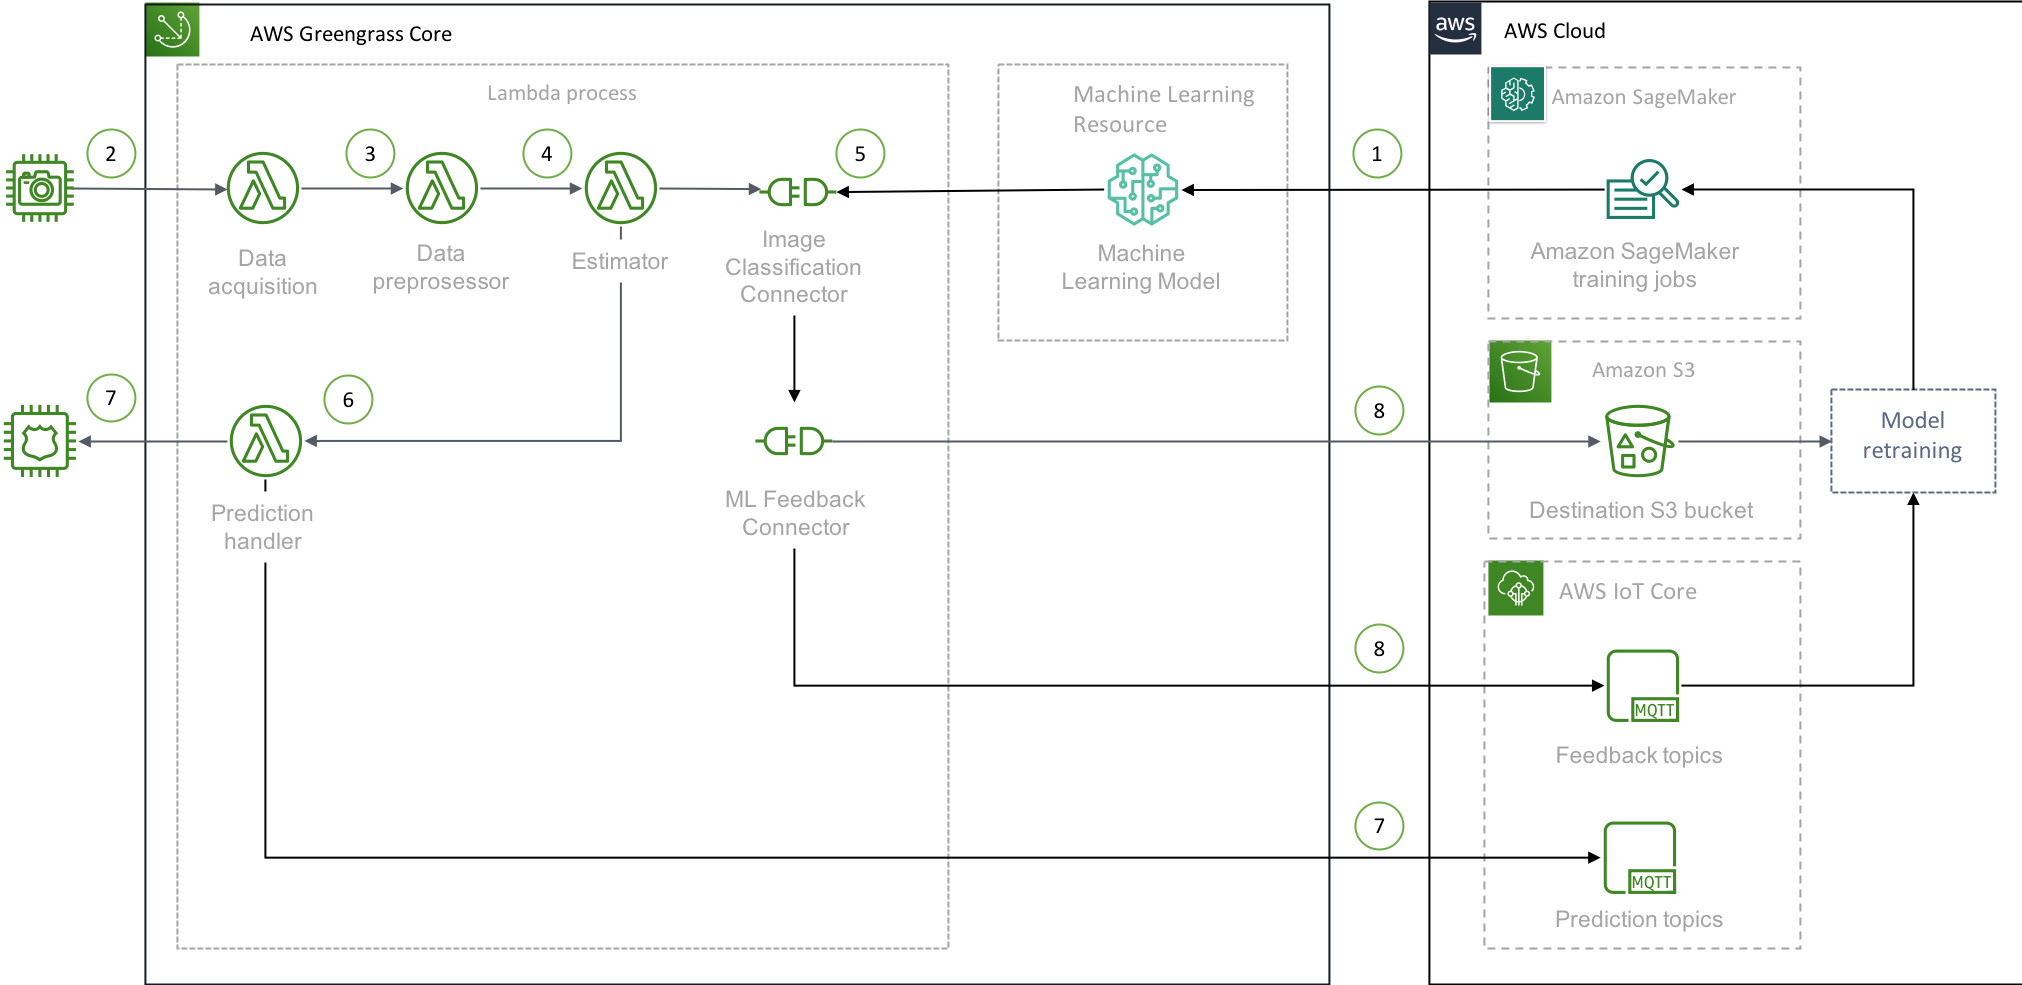 AWS Greengrass Core
aws
AWS Cloud
Lambda process
Machine Learning
Resource
Amazon SageMaker
2
3
4
5
1
Data
acquisition
Data
preprosessor
Estimator
Image
Classification
Connector
Machine
Learning Model
Amazon SageMaker
training jobs
Amazon S3
7
6
8
Model
retraining
Prediction
handler
ML Feedback
Connector
Destination S3 bucket
AWS IoT Core
8
MQTT
Feedback topics
7
MQTT
Prediction topics